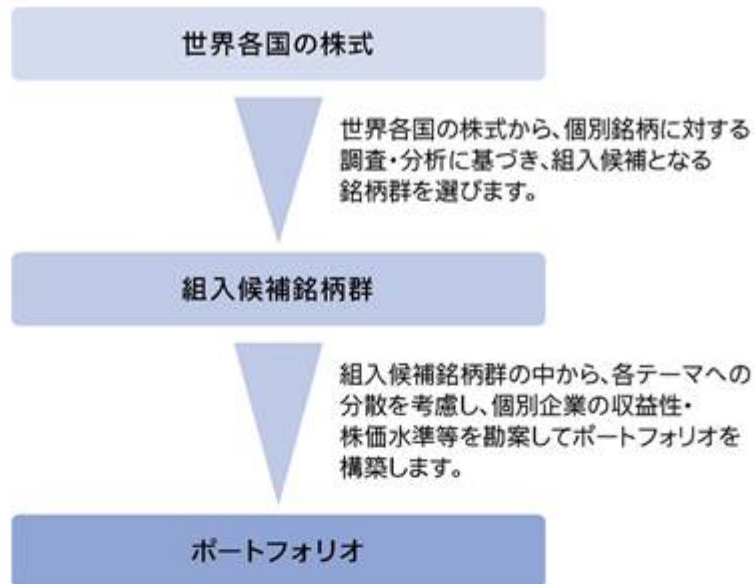 世界各国の株式
世界各国の株式から、個別銘柄に対する
調査・分析に基づき、組入候補となる
銘柄群を選びます。
組入候補銘柄群
組入候補銘柄群の中から、各テーマへの
分散を考慮し、個別企業の収益性・
株価水準等を勘案してポートフォリオを
構築します。
ポートフォリオ